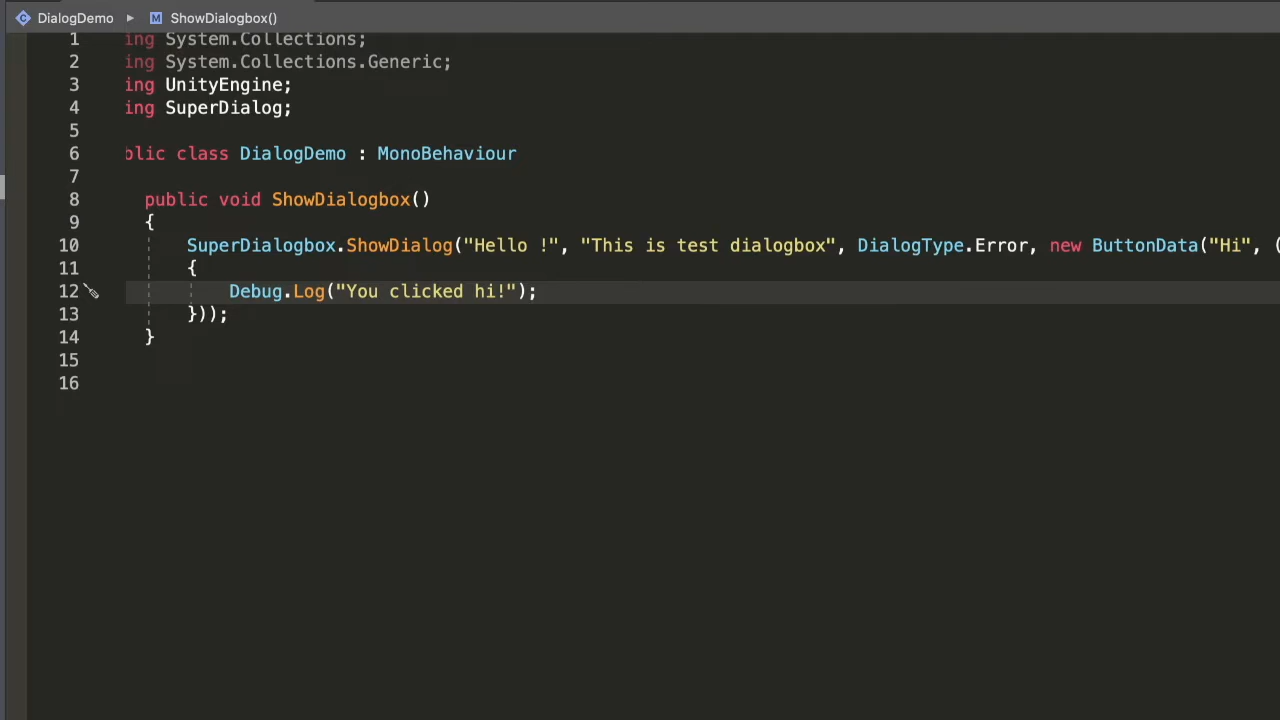 DialogDemo ▸ M ShowDialogbox()
1 ing System.Collections;
2 ing System.Collections.Generic;
3 ing UnityEngine;
4 ing SuperDialog;
5
6 blic class DialogDemo : MonoBehaviour
7
8 public void ShowDialogbox()
9 {
10 SuperDialogbox.ShowDialog("Hello !", "This is test dialogbox", DialogType.Error, new ButtonData("Hi", (
11 {
12 Debug.Log("You clicked hi!");
13 }));
14 }
15
16